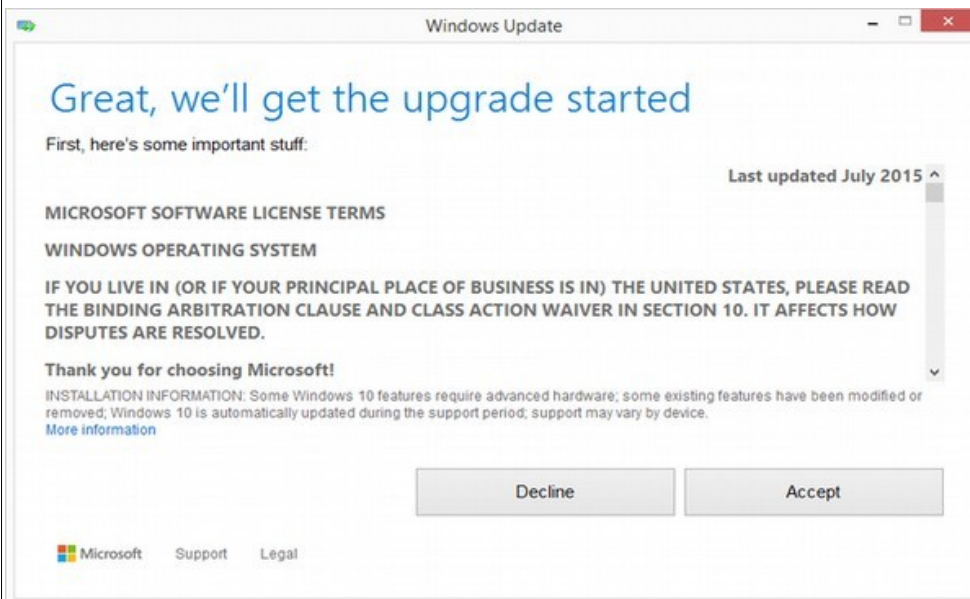 Windows Update
Great, we'll get the upgrade started
First, here's some important stuff:
Last updated July 2015
MICROSOFT SOFTWARE LICENSE TERMS
WINDOWS OPERATING SYSTEM
IF YOU LIVE IN (OR IF YOUR PRINCIPAL PLACE OF BUSINESS IS IN) THE UNITED STATES, PLEASE READ
THE BINDING ARBITRATION CLAUSE AND CLASS ACTION WAIVER IN SECTION 10. IT AFFECTS HOW
DISPUTES ARE RESOLVED.
Thank you for choosing Microsoft!
INSTALLATION INFORMATION: Some Windows 10 features require advanced hardware; some existing features have been modified or
removed; Windows 10 is automatically updated during the support period; support may vary by device.
More information
Decline Accept
Microsoft Support Legal